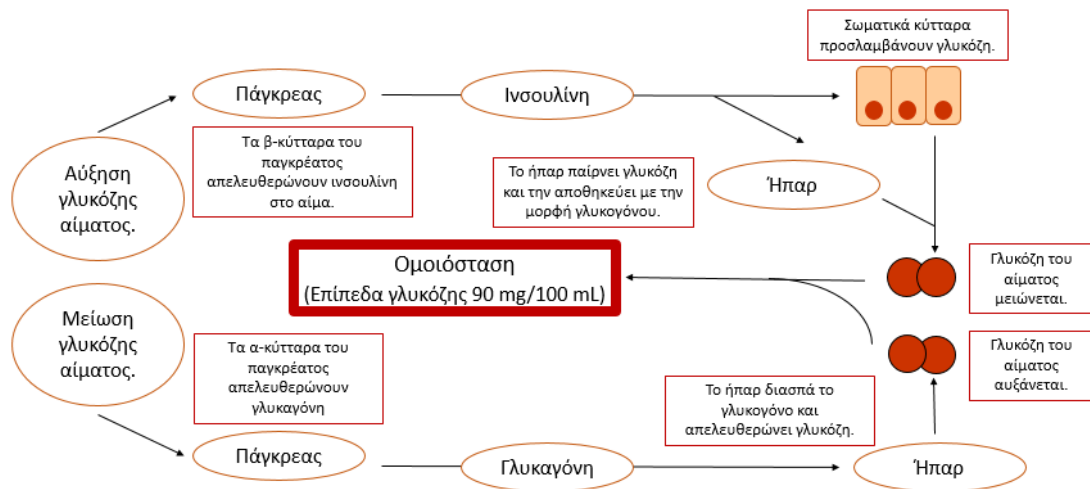 Σωματικά κύτταρα
προσλαμβάνουν γλυκόζη.
Πάγκρεας
Ινσουλίνη
Τα β-κύτταρα του
παγκρέατος
απελευθερώνουν ινσουλίνη
στο αίμα.
Αύξηση
γλυκόζης
αίματος.
Το ήπαρ παίρνει γλυκόζη
και την αποθηκεύει με την
μορφή γλυκογόνου.
Ήπαρ
Ομοιόσταση
(Επίπεδα γλυκόζης 90 mg/100 mL)
Γλυκόζη του
αίματος
μειώνεται.
Μείωση
γλυκόζης
αίματος.
Τα α-κύτταρα του
παγκρέατος
απελευθερώνουν
γλυκαγόνη
Γλυκόζη του
αίματος
αυξάνεται.
Το ήπαρ διασπά το
γλυκογόνο και
απελευθερώνει γλυκόζη.
Πάγκρεας
Γλυκαγόνη
Ήπαρ